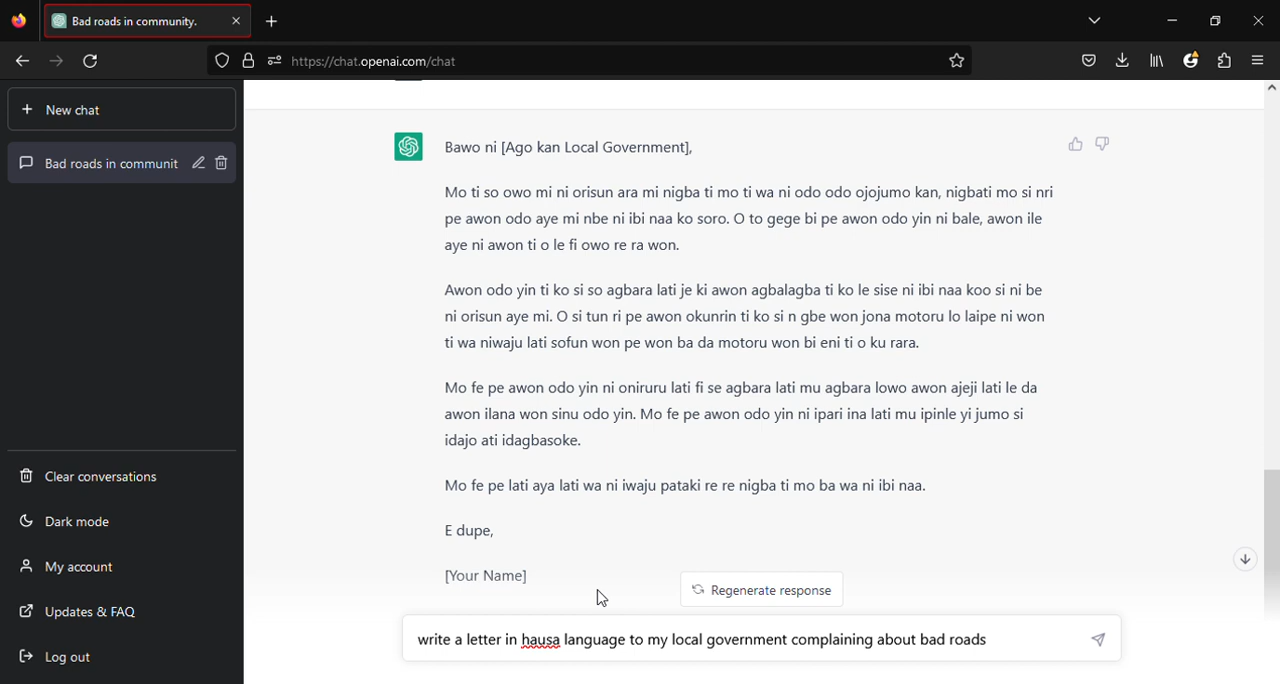 Bad roads in community.
https://chat.openai.com/chat
New chat
Bad roads in communit
Bawo ni [Ago kan Local Government],
Mo ti so owo mi ni orisun ara mi nigba ti mo ti wa ni odo odo ojojumo kan, nigbati mo si nri
pe awon odo aye mi nbe ni ibi naa ko soro. O to gege bi pe awon odo yin ni bale, awon ile
aye ni awon ti o le fi owo re ra won.
Awon odo yin ti ko si so agbara lati je ki awon agbalagba ti ko le sise ni ibi naa koo si ni be
ni orisun aye mi. O si tun ri pe awon okunrin ti ko si n gbe won jona motoru lo laipe ni won
ti wa niwaju lati sofun won pe won ba da motoru won bi eni ti o ku rara.
Mo fe pe awon odo yin ni oniruru lati fi se agbara lati mu agbara lowo awon ajeji lati le da
awon ilana won sinu odo yin. Mo fe pe awon odo yin ni ipari ina lati mu ipinle yi jumo si
idajo ati idagbasoke.
Mo fe pe lati aya lati wa ni iwaju pataki re re nigba ti mo ba wa ni ibi naa.
E dupe,
[Your Name]
Clear conversations
Dark mode
My account
Updates & FAQ
Log out
Regenerate response
write a letter in hausa language to my local government complaining about bad roads